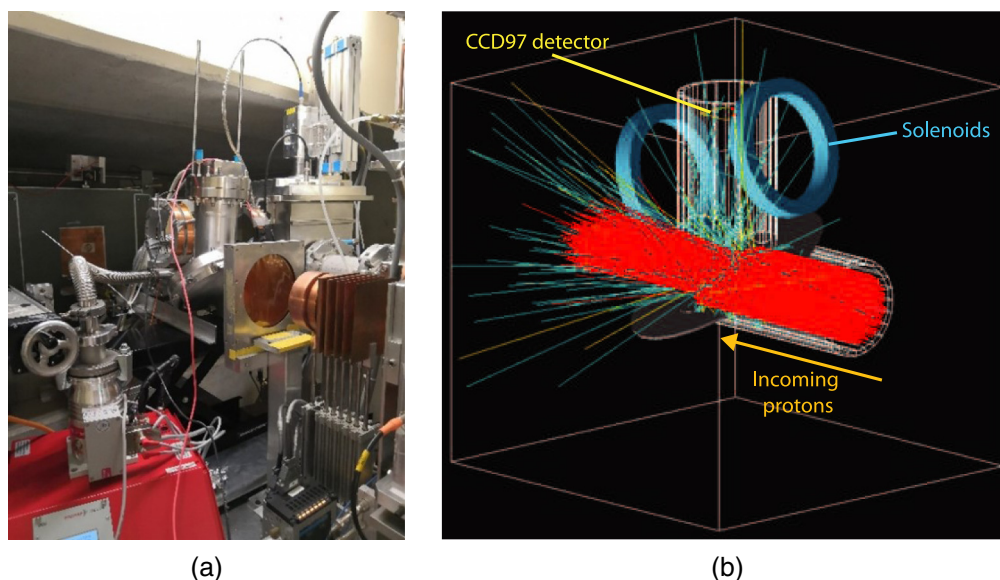 CCD97 detector
Solenoids
Incoming
protons
(a)
(b)